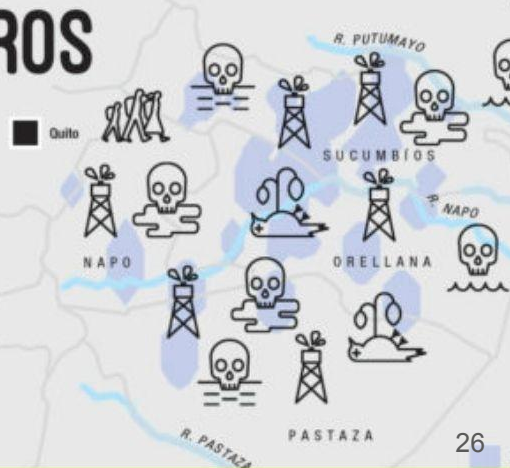 ROS
R. PUTUMAYO
Quito
SUCUMBÍOS
R. NAPO
NAPO
ORELLANA
PASTAZA
R. PASTAZA
26